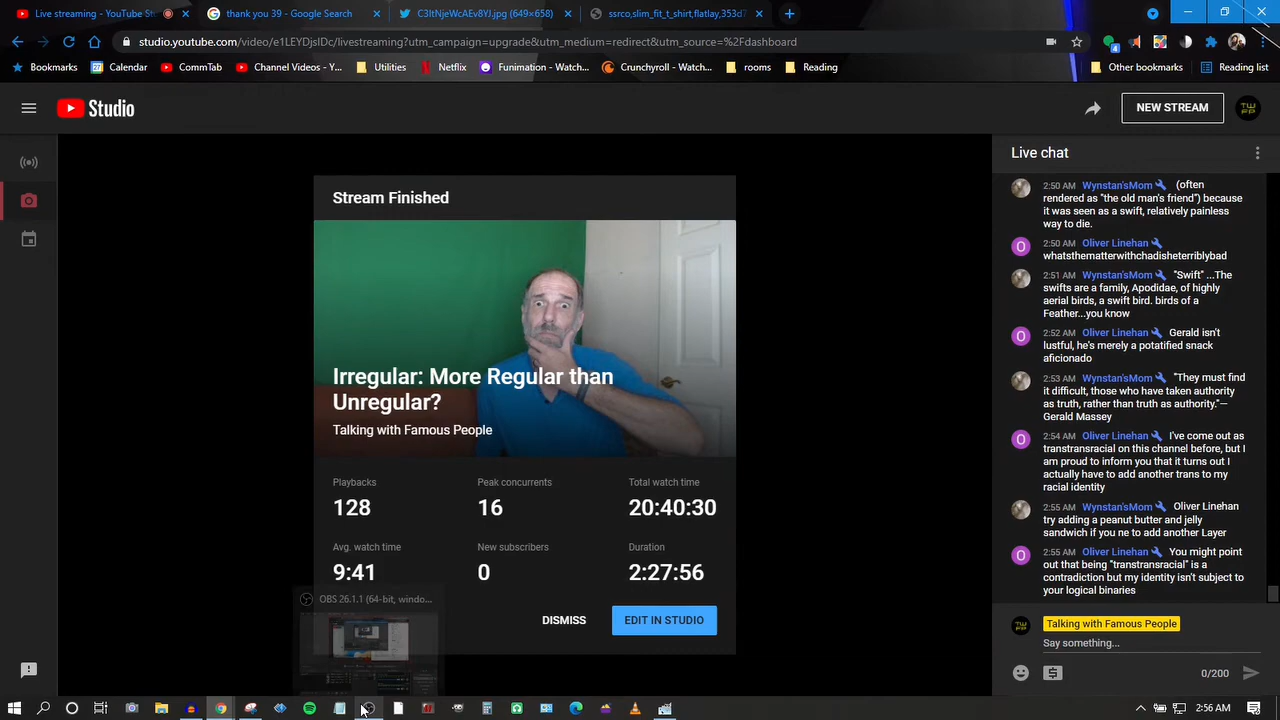 Live streaming - YouTube St
thank you 39 - Google Search
C3ItNjeWcAEv8YJ.jpg (649×658)
ssrco,slim_fit_t_shirt,flatlay,353d7
studio.youtube.com/video/e1LEYDjsIDc/livestreaming?utm_campaign=upgrade&utm_medium=redirect&utm_source=%2Fdashboard
Bookmarks
Calendar
CommTab
Channel Videos - Y...
Utilities
Netflix
Funimation - Watch...
Crunchyroll - Watch...
rooms
Reading
Other bookmarks
Reading list
Studio
NEW STREAM
TWFP
Stream Finished
Irregular: More Regular than
Unregular?
Talking with Famous People
Playbacks
128
Peak concurrents
16
Total watch time
20:40:30
Avg. watch time
9:41
New subscribers
0
Duration
2:27:56
DISMISS
EDIT IN STUDIO
OBS 26.1.1 (64-bit, windo...
Live chat
2:50 AM Wynstan'sMom (often
rendered as "the old man's friend") because
it was seen as a swift, relatively painless
way to die.
O
2:50 AM Oliver Linehan
whatsthematterwithchadisheterriblybad
2:51 AM Wynstan'sMom "Swift" ...The
swifts are a family, Apodidae, of highly
aerial birds, a swift bird. birds of a
Feather...you know
O
2:52 AM Oliver Linehan Gerald isn't
lustful, he's merely a potatified snack
aficionado
2:53 AM Wynstan'sMom "They must find
it difficult, those who have taken authority
as truth, rather than truth as authority."—
Gerald Massey
O
2:54 AM Oliver Linehan I've come out as
transtransracial on this channel before, but I
am proud to inform you that it turns out I
actually have to add another trans to my
racial identity
2:55 AM Wynstan'sMom Oliver Linehan
try adding a peanut butter and jelly
sandwich if you ne to add another Layer
O
2:55 AM Oliver Linehan You might point
out that being "transtransracial" is a
contradiction but my identity isn't subject to
your logical binaries
TWFP
Talking with Famous People
Say something...
0/200
2:56 AM